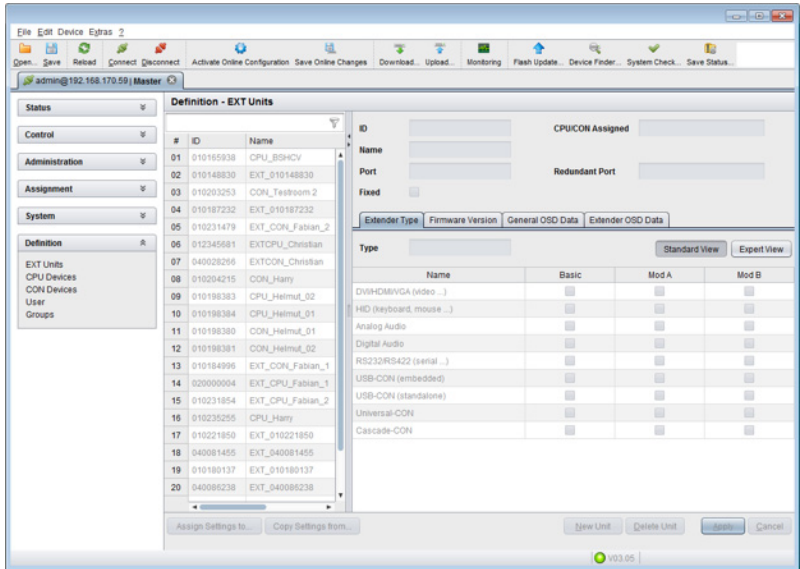 File Edit Device Extras ?
Open... Save Reload Connect Disconnect Activate Online Configuration Save Online Changes Download... Upload... Monitoring Flash Update... Device Finder... System Check... Save Status...
admin@192.168.170.59 | Master
Status
Control
Administration
Assignment
System
Definition
EXT Units
CPU Devices
CON Devices
User
Groups
Definition - EXT Units
# ID Name
01 010165938 CPU_BSHCV
02 010148830 EXT_010148830
03 010203253 CON_Testroom 2
04 010187232 EXT_010187232
05 010231479 EXT_CON_Fabian_2
06 012345681 EXTCPU_Christian
07 040028266 EXTCON_Christian
08 010204215 CON_Harry
09 010198383 CPU_Helmut_02
10 010198384 CPU_Helmut_01
11 010198380 CON_Helmut_01
12 010198381 CON_Helmut_02
13 010184996 EXT_CON_Fabian_1
14 020000004 EXT_CPU_Fabian_1
15 010231854 EXT_CPU_Fabian_2
16 010235255 CPU_Harry
17 010221850 EXT_010221850
18 040081455 EXT_040081455
19 010180137 EXT_010180137
20 040086238 EXT_040086238
Assign Settings to... Copy Settings from...
ID CPU/CON Assigned
Name
Port Redundant Port
Fixed
Extender Type Firmware Version General OSD Data Extender OSD Data
Type Standard View Expert View
Name Basic Mod A Mod B
DVI/HDMI/VGA (video ...)
HID (keyboard, mouse ...)
Analog Audio
Digital Audio
RS232/RS422 (serial ...)
USB-CON (embedded)
USB-CON (standalone)
Universal-CON
Cascade-CON
New Unit Delete Unit Apply Cancel
V03.05